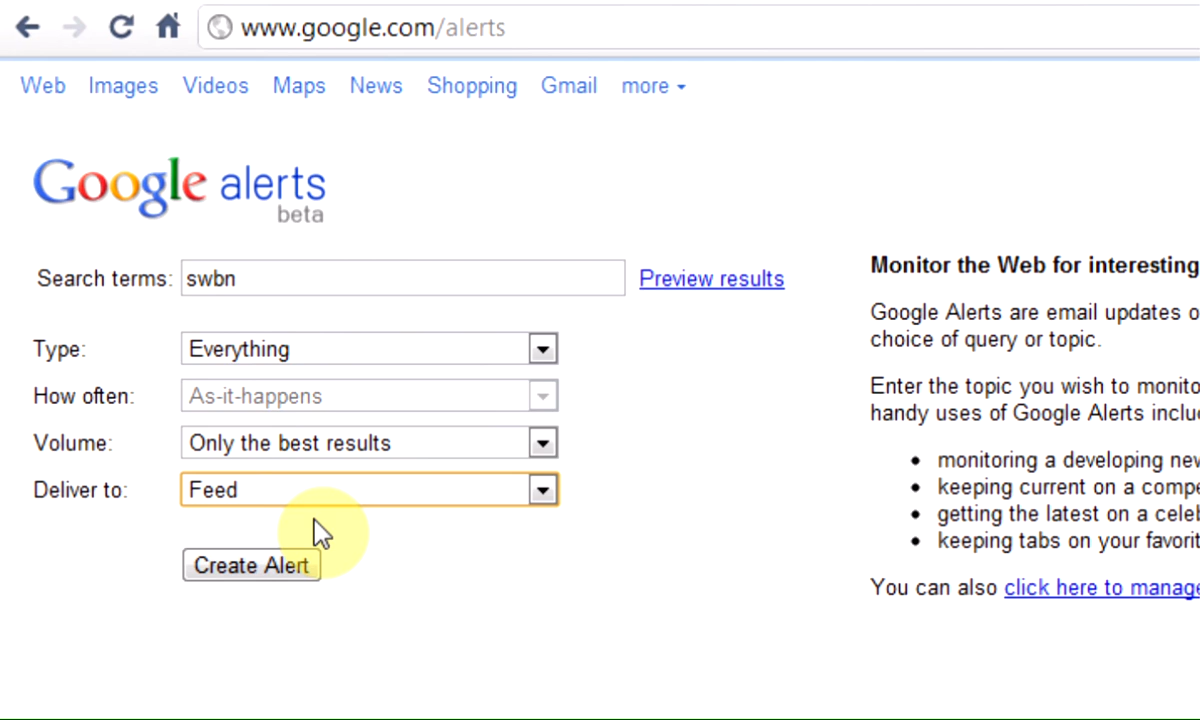 www.google.com/alerts
Web Images Videos Maps News Shopping Gmail more
Google alerts
beta
Search terms: swbn Preview results
Type: Everything
How often: As-it-happens
Volume: Only the best results
Deliver to: Feed
Create Alert
Monitor the Web for interesting
Google Alerts are email updates o
choice of query or topic.
Enter the topic you wish to monito
handy uses of Google Alerts inclu
monitoring a developing new
keeping current on a compe
getting the latest on a celeb
keeping tabs on your favorit
You can also click here to manage